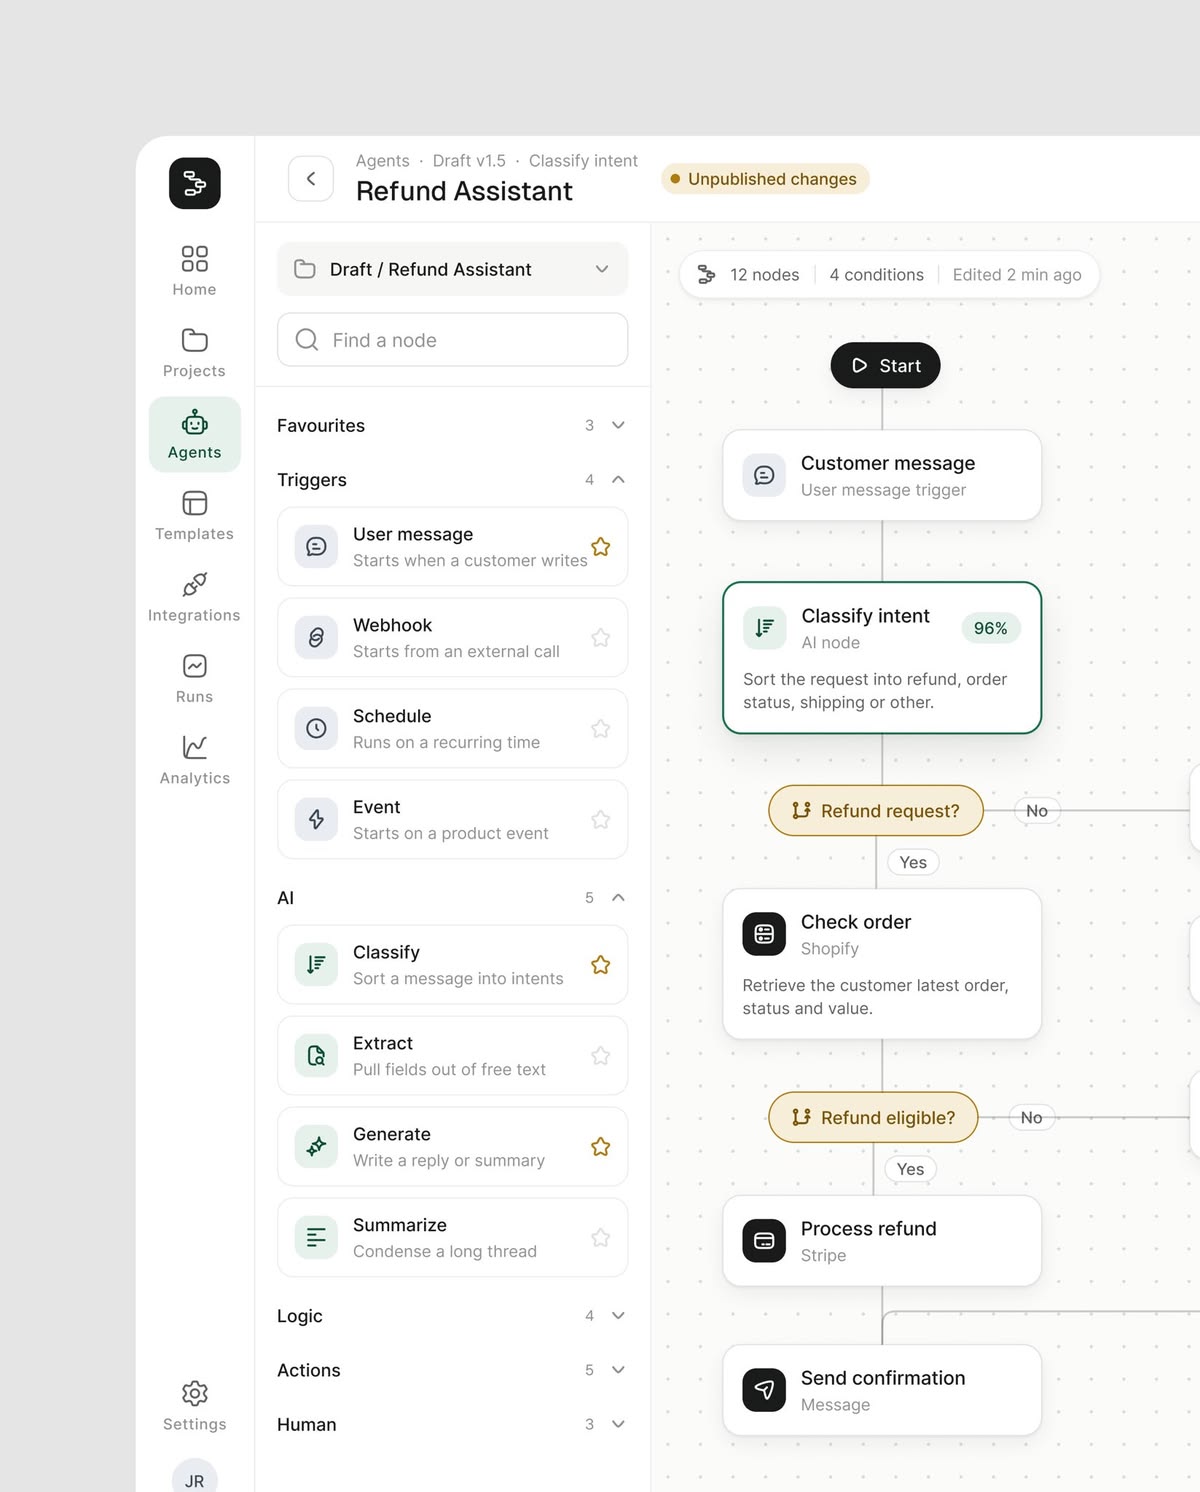 Agents · Draft v1.5 · Classify intent
Refund Assistant
Unpublished changes
Home
Projects
Agents
Templates
Integrations
Runs
Analytics
Settings
JR
Draft / Refund Assistant
Find a node
Favourites 3
Triggers 4
User message
Starts when a customer writes
Webhook
Starts from an external call
Schedule
Runs on a recurring time
Event
Starts on a product event
AI 5
Classify
Sort a message into intents
Extract
Pull fields out of free text
Generate
Write a reply or summary
Summarize
Condense a long thread
Logic 4
Actions 5
Human 3
12 nodes 4 conditions Edited 2 min ago
Start
Customer message
User message trigger
Classify intent
AI node
96%
Sort the request into refund, order
status, shipping or other.
Refund request?
No
Yes
Check order
Shopify
Retrieve the customer latest order,
status and value.
Refund eligible?
No
Yes
Process refund
Stripe
Send confirmation
Message